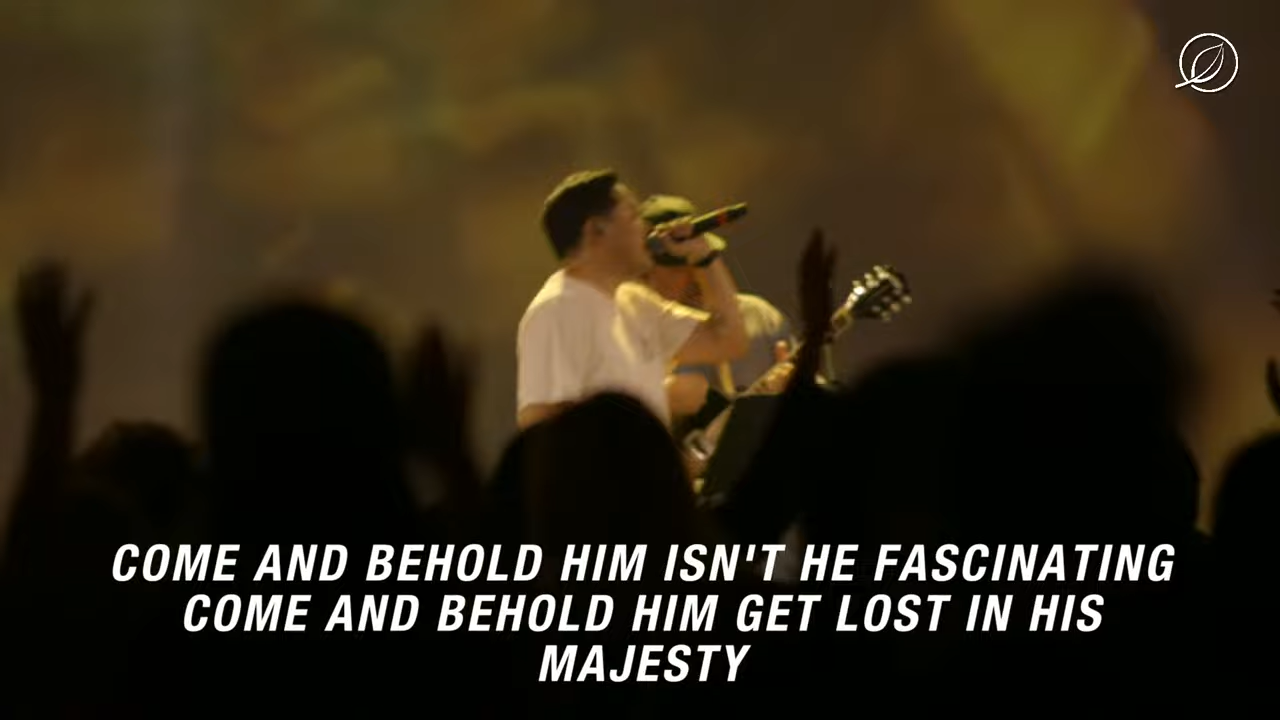 COME AND BEHOLD HIM ISN'T HE FASCINATING
COME AND BEHOLD HIM GET LOST IN HIS
MAJESTY